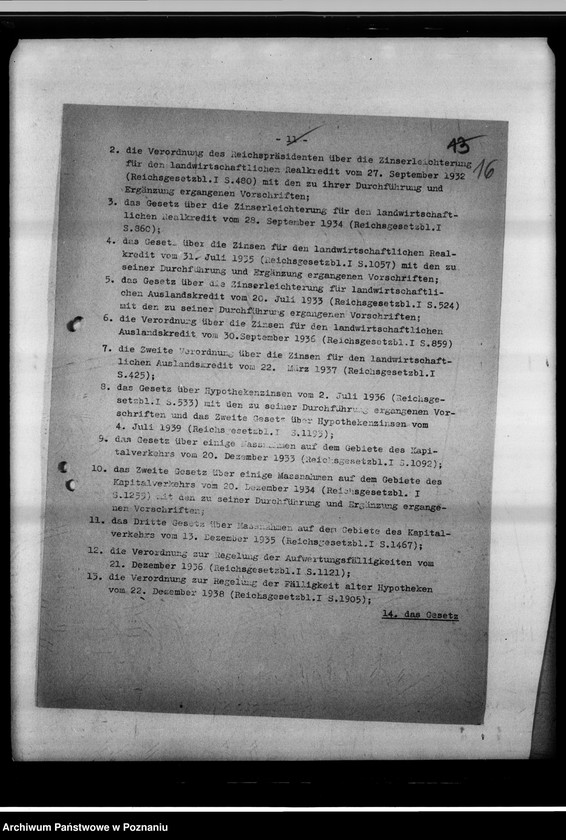 - 11 -
43
16
2. die Verordnung des Reichspräsidenten über die Zinserleichterung
für den landwirtschaftlichen Realkredit vom 27. September 1932
(Reichsgesetzbl.I S.480) mit den zu ihrer Durchführung und
Ergänzung ergangenen Vorschriften;
3. das Gesetz über die Zinserleichterung für den landwirtschaft-
lichen Realkredit vom 28. September 1934 (Reichsgesetzbl.I
S.860);
4. das Gesetz über die Zinsen für den landwirtschaftlichen Real-
kredit vom 31. Juli 1935 (Reichsgesetzbl.I S.1057) mit den zu
seiner Durchführung und Ergänzung ergangenen Vorschriften;
5. das Gesetz über die Zinserleichterung für landwirtschaftli-
chen Auslandskredit vom 20. Juli 1933 (Reichsgesetzbl.I S.524)
mit den zu seiner Durchführung ergangenen Vorschriften;
6. die Verordnung über die Zinsen für den landwirtschaftlichen
Auslandskredit vom 30.September 1936 (Reichsgesetzbl.I S.859)
7. die Zweite Verordnung über die Zinsen für den landwirtschaft-
lichen Auslandskredit vom 22. März 1937 (Reichsgesetzbl.I
S.425);
8. das Gesetz über Hypothekenzinsen vom 2. Juli 1936 (Reichsge-
setzbl.I S.533) mit den zu seiner Durchführung ergangenen Vor-
schriften und das Zweite Gesetz über Hypothekenzinsen vom
4. Juli 1939 (Reichsgesetzbl.I S.1193);
9. das Gesetz über einige Massnahmen auf dem Gebiete des Kapi-
talverkehrs vom 20. Dezember 1933 (Reichsgesetzbl.I S.1092);
10. das Zweite Gesetz über einige Massnahmen auf dem Gebiete des
Kapitalverkehrs vom 20. Dezember 1934 (Reichsgesetzbl. I
S.1255) mit den zu seiner Durchführung und Ergänzung ergange-
nen Vorschriften;
11. das Dritte Gesetz über Massnahmen auf dem Gebiete des Kapital-
verkehrs vom 13. Dezember 1935 (Reichsgesetzbl.I S.1467);
12. die Verordnung zur Regelung der Aufwertungsfälligkeiten vom
21. Dezember 1936 (Reichsgesetzbl.I S.1121);
13. die Verordnung zur Regelung der Fälligkeit alter Hypotheken
vom 22. Dezember 1938 (Reichsgesetzbl.I S.1905);
14. das Gesetz
Archiwum Państwowe w Poznaniu